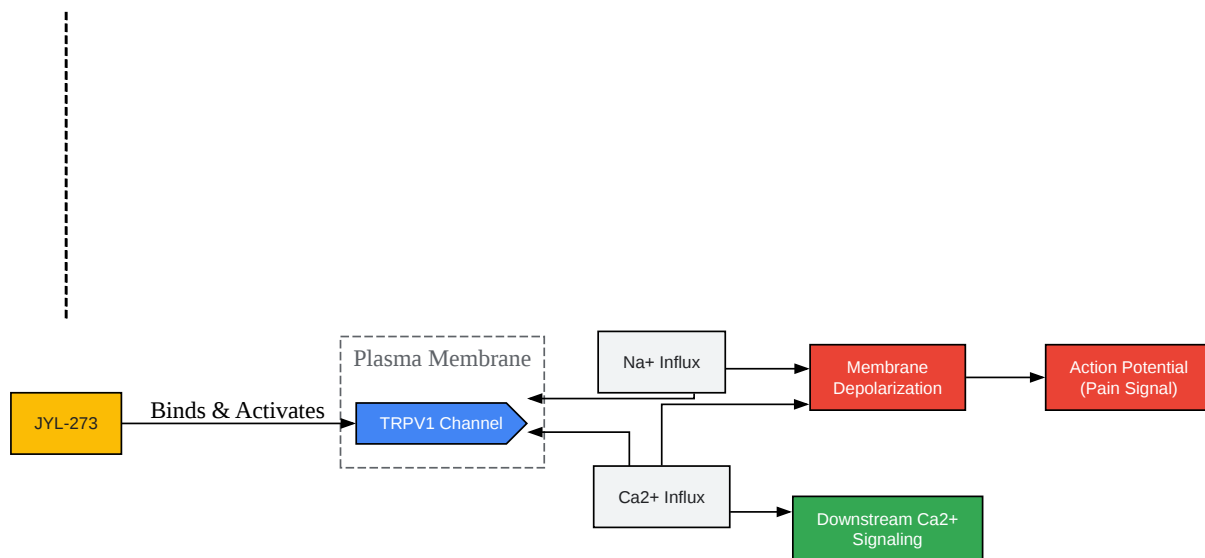 Plasma Membrane
Na+ Influx
Membrane
Depolarization
Action Potential
(Pain Signal)
JYL-273
Binds & Activates
TRPV1 Channel
Ca2+ Influx
Downstream Ca2+
Signaling